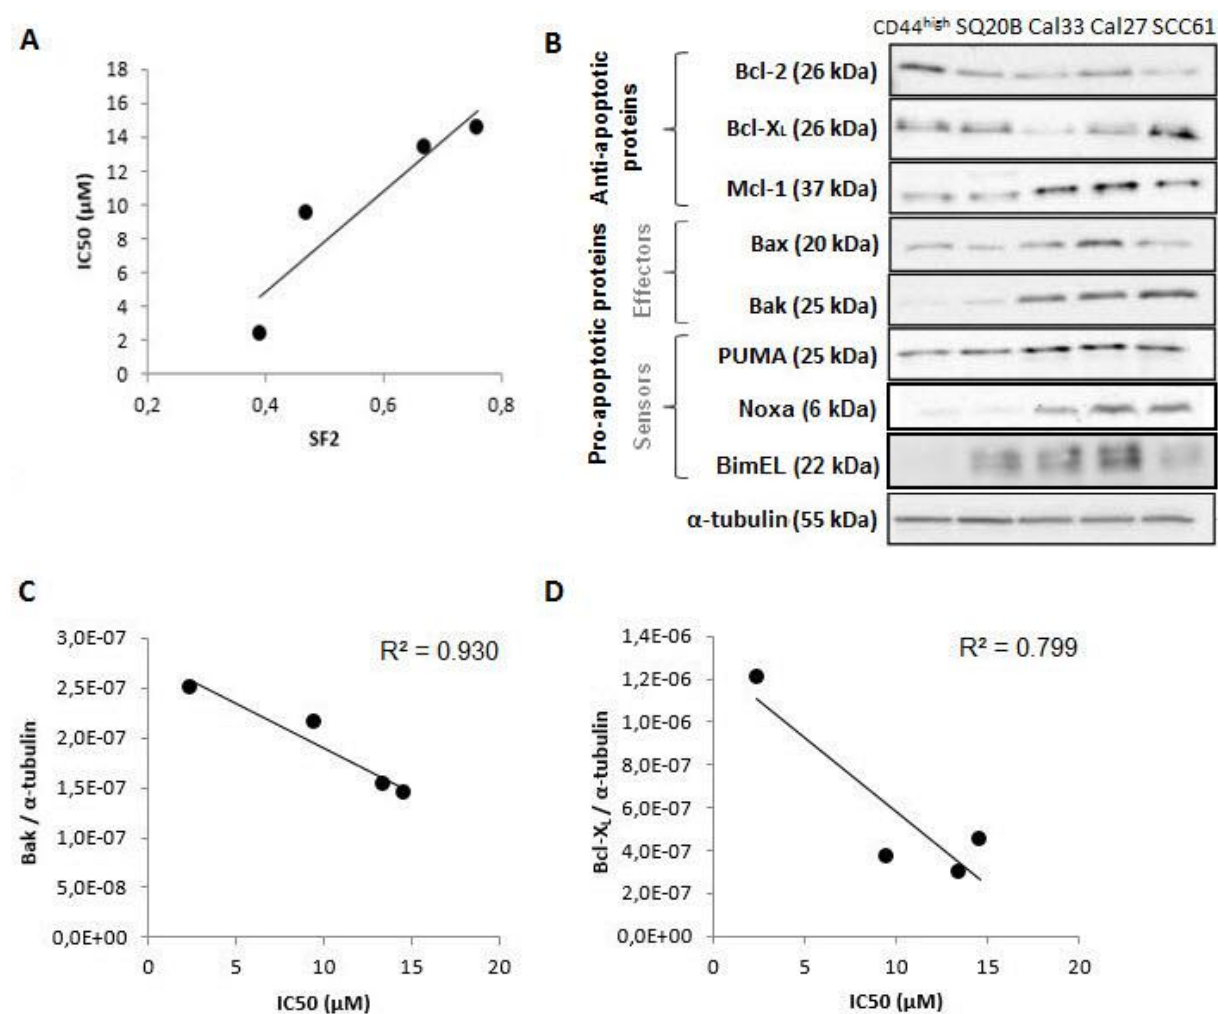 A
18
16
14
12
10
8
6
4
2
0
IC50 (µM)
0,2 0,4 0,6 0,8
SF2
B
CD44high SQ20B Cal33 Cal27 SCC61
Anti-apoptotic proteins
Bcl-2 (26 kDa)
Bcl-XL (26 kDa)
Mcl-1 (37 kDa)
Pro-apoptotic proteins
Effectors
Bax (20 kDa)
Bak (25 kDa)
Sensors
PUMA (25 kDa)
Noxa (6 kDa)
BimEL (22 kDa)
α-tubulin (55 kDa)
C
R² = 0.930
3,0E-07
2,5E-07
2,0E-07
1,5E-07
1,0E-07
5,0E-08
0,0E+00
Bak / α-tubulin
0 5 10 15 20
IC50 (µM)
D
R² = 0.799
1,4E-06
1,2E-06
1,0E-06
8,0E-07
6,0E-07
4,0E-07
2,0E-07
0,0E+00
Bcl-XL / α-tubulin
0 5 10 15 20
IC50 (µM)